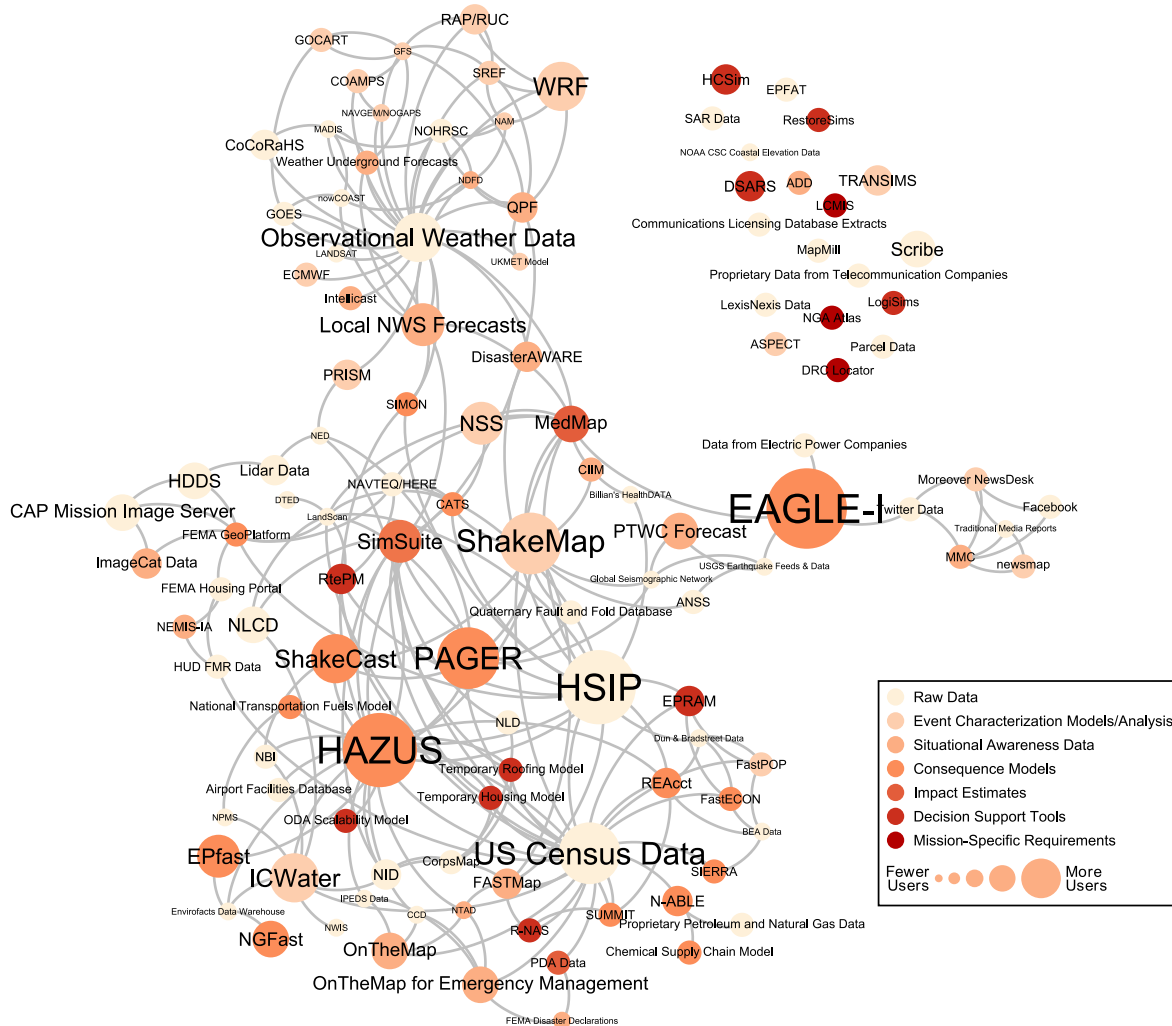 RAP/RUC
GOCART
GFS
COAMPS
SREF
WRF
NAVGEM/NOGAPS
NAM
MADIS
NOHRSC
CoCoRaHS
Weather Underground Forecasts
NDFD
nowCOAST
GOES
QPF
Observational Weather Data
LANDSAT
UKMET Model
ECMWF
Intellicast
Local NWS Forecasts
DisasterAWARE
PRISM
SIMON
NSS
MedMap
NED
Lidar Data
CIIM
HDDS
NAVTEQ/HERE
DTED
CATS
Billian's HealthDATA
CAP Mission Image Server
LandScan
FEMA GeoPlatform
SimSuite
ShakeMap
PTWC Forecast
ImageCat Data
RtePM
Global Seismographic Network
USGS Earthquake Feeds & Data
FEMA Housing Portal
Quaternary Fault and Fold Database
ANSS
NEMIS-IA
NLCD
ShakeCast
PAGER
HUD FMR Data
HSIP
National Transportation Fuels Model
EPRAM
NLD
Dun & Bradstreet Data
HAZUS
NBI
Temporary Roofing Model
FastPOP
Airport Facilities Database
Temporary Housing Model
REAcct
FastECON
NPMS
ODA Scalability Model
BEA Data
EPfast
US Census Data
CorpsMap
ICWater
NID
FASTMap
SIERRA
IPEDS Data
N-ABLE
Envirofacts Data Warehouse
CCD
NTAD
SUMMIT
NWIS
Proprietary Petroleum and Natural Gas Data
R-NAS
NGFast
OnTheMap
Chemical Supply Chain Model
PDA Data
OnTheMap for Emergency Management
FEMA Disaster Declarations
HCSim
EPFAT
SAR Data
RestoreSims
NOAA CSC Coastal Elevation Data
DSARS
ADD
TRANSIMS
LCMIS
Communications Licensing Database Extracts
MapMill
Scribe
Proprietary Data from Telecommunication Companies
LexisNexis Data
LogiSims
NGA Atlas
ASPECT
Parcel Data
DRC Locator
Data from Electric Power Companies
EAGLE-I
Moreover NewsDesk
Twitter Data
Facebook
Traditional Media Reports
MMC
newsmap
Raw Data
Event Characterization Models/Analysis
Situational Awareness Data
Consequence Models
Impact Estimates
Decision Support Tools
Mission-Specific Requirements
Fewer
Users
More
Users